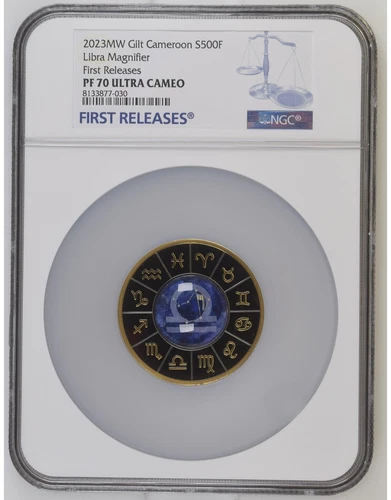 2023MW Gilt Cameroon S500F
Libra Magnifier
First Releases
PF 70 ULTRA CAMEO
8133877-030
FIRST RELEASES®
NGC®